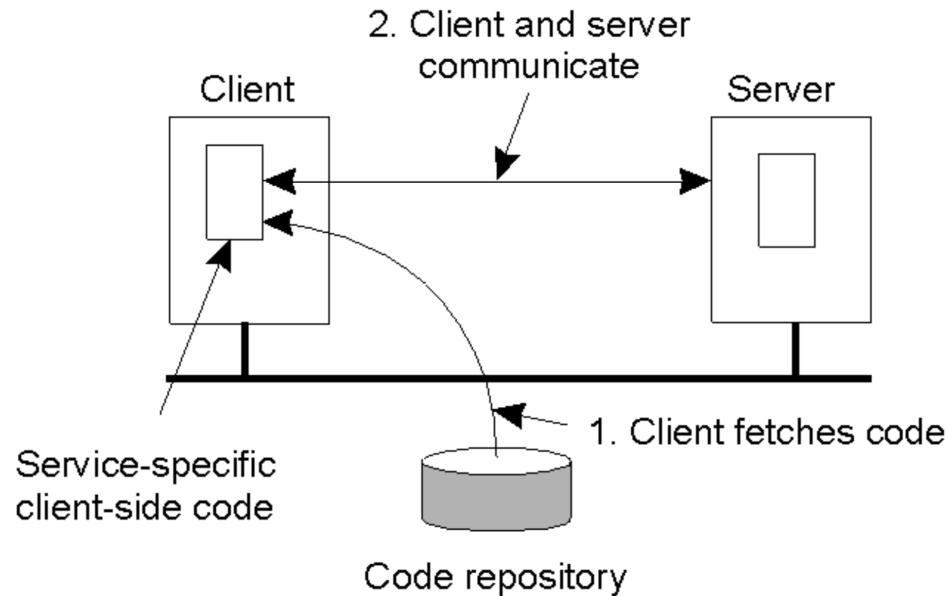 2. Client and server
communicate
Client
Server
1. Client fetches code
Service-specific
client-side code
Code repository